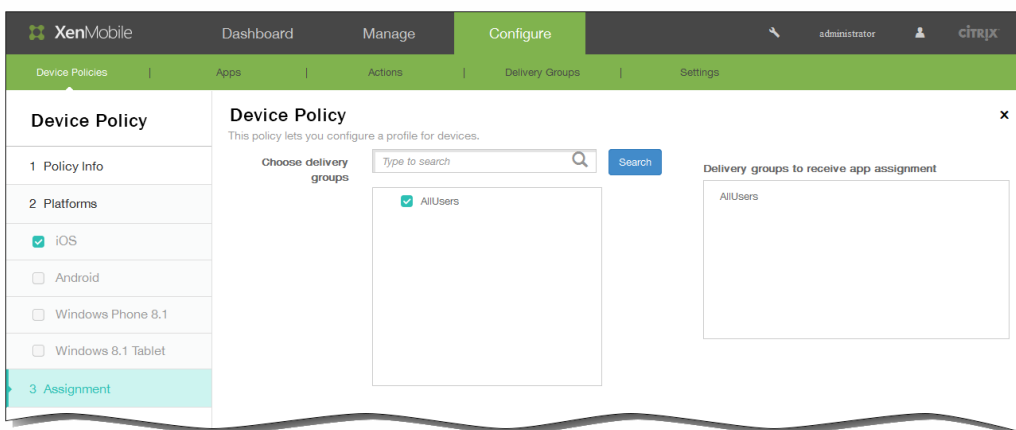 XenMobile Dashboard Manage Configure administrator CITRIX
Device Policies | Apps | Actions | Delivery Groups | Settings
Device Policy
1 Policy Info
2 Platforms
iOS
Android
Windows Phone 8.1
Windows 8.1 Tablet
3 Assignment
Device Policy
x
This policy lets you configure a profile for devices.
Choose delivery
groups
Type to search
Search
AllUsers
Delivery groups to receive app assignment
AllUsers